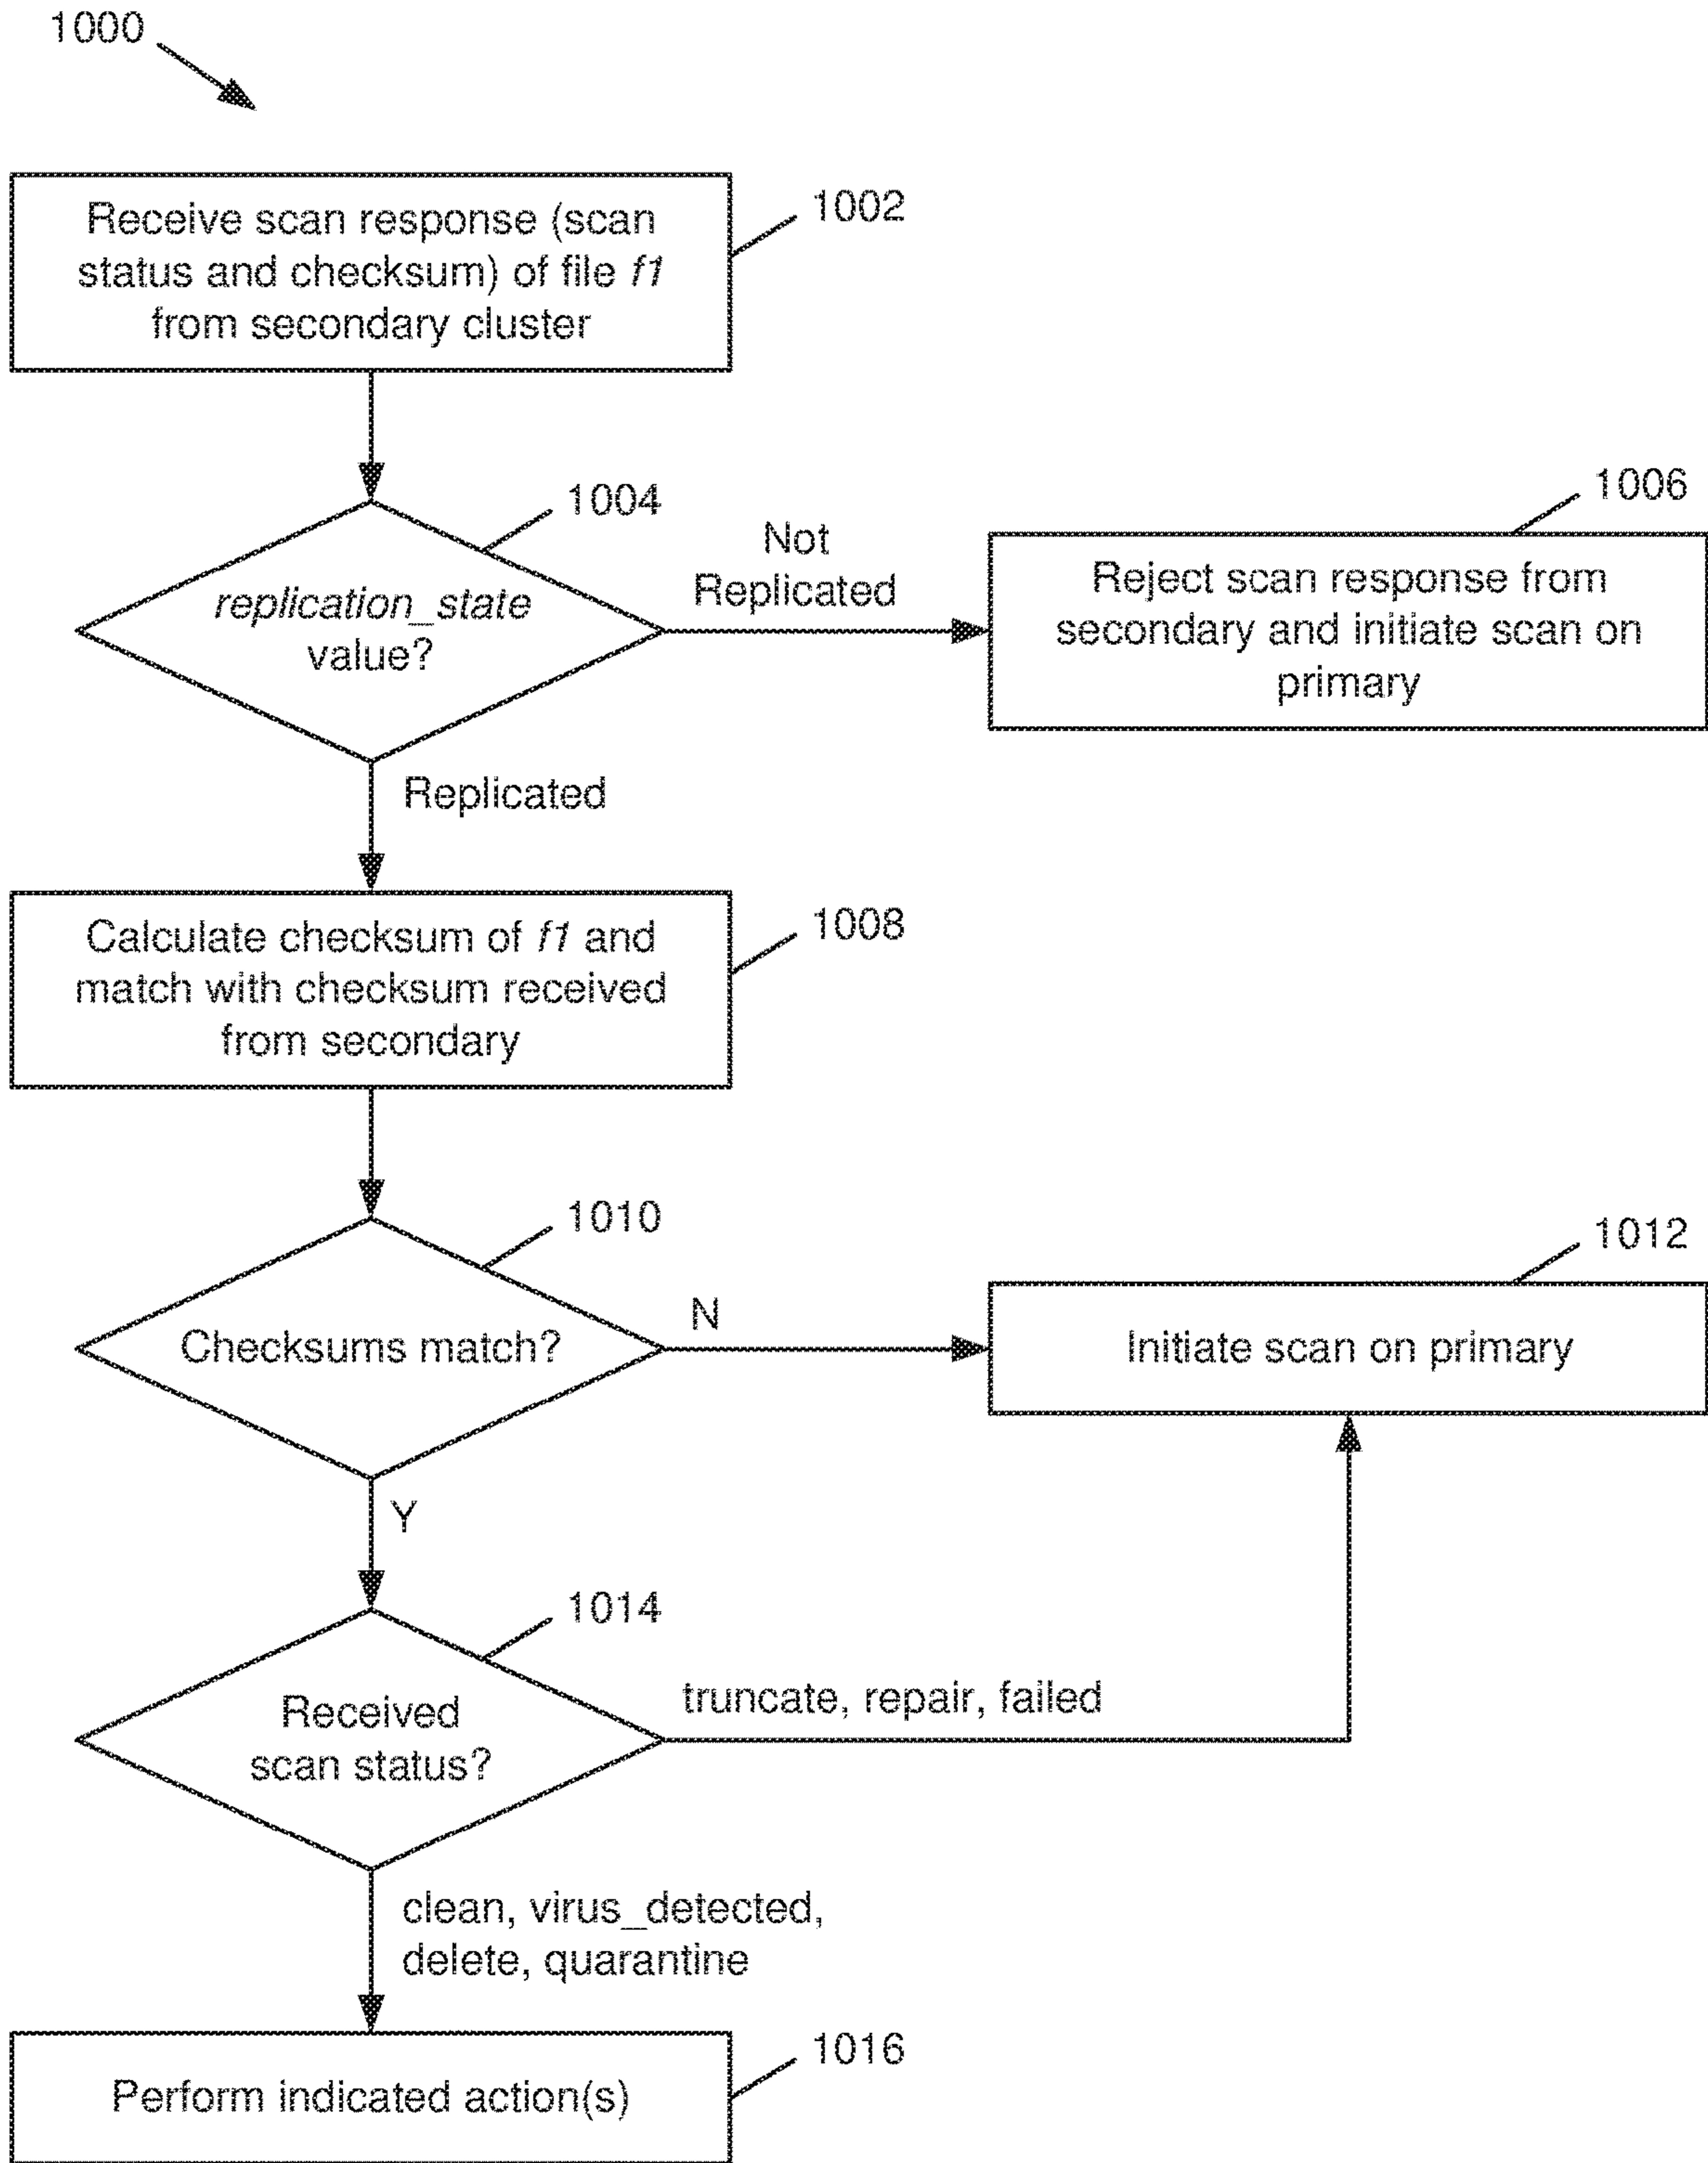 1000
Receive scan response (scan
status and checksum) of file f1
from secondary cluster
1002
1004
replication_state
value?
Not
Replicated
1006
Reject scan response from
secondary and initiate scan on
primary
Replicated
Calculate checksum of f1 and
match with checksum received
from secondary
1008
1010
Checksums match?
N
1012
Initiate scan on primary
Y
1014
Received
scan status?
truncate, repair, failed
clean, virus_detected,
delete, quarantine
Perform indicated action(s)
1016